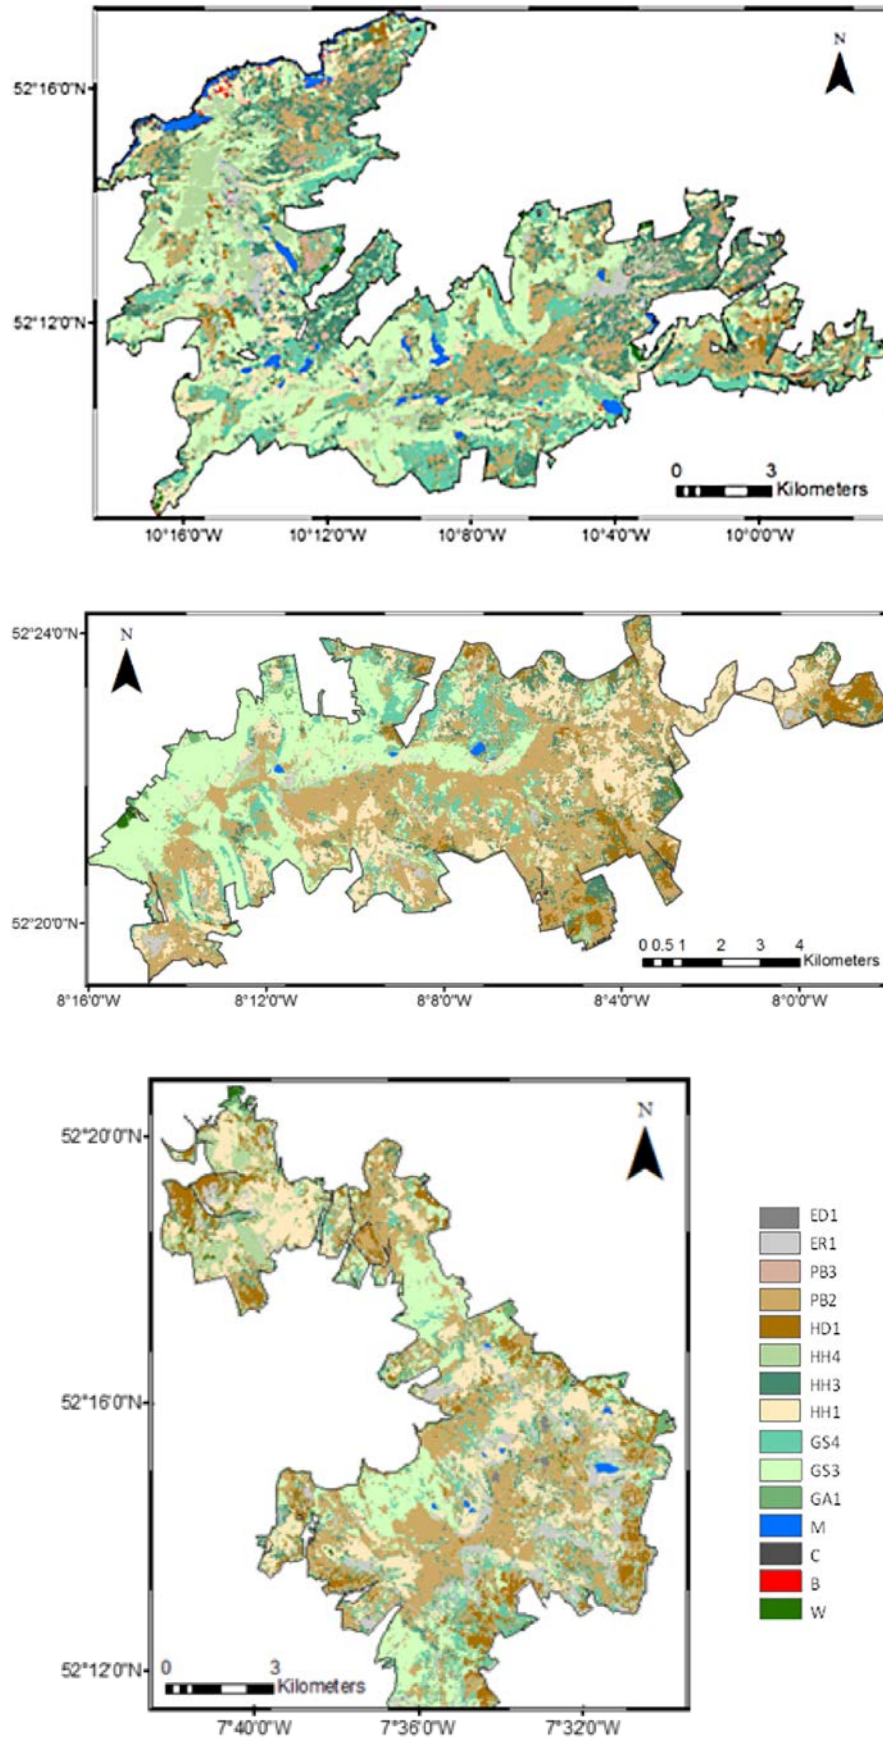 N
52°16'0"N
52°12'0"N
0 3
Kilometers
10°16'0"W 10°12'0"W 10°8'0"W 10°4'0"W 10°0'0"W
52°24'0"N
N
52°20'0"N
0 0.5 1 2 3 4
Kilometers
8°16'0"W 8°12'0"W 8°8'0"W 8°4'0"W 8°0'0"W
N
52°20'0"N
52°16'0"N
52°12'0"N
0 3
Kilometers
7°40'0"W 7°36'0"W 7°32'0"W
ED1
ER1
PB3
PB2
HD1
HH4
HH3
HH1
GS4
GS3
GA1
M
C
B
W